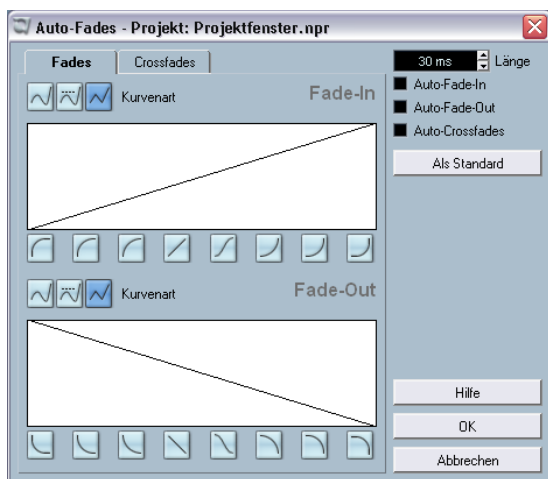 Auto-Fades - Projekt: Projektfenster.npr
Fades
Crossfades
Kurvenart
Fade-In
Kurvenart
Fade-Out
30 ms
Länge
Auto-Fade-In
Auto-Fade-Out
Auto-Crossfades
Als Standard
Hilfe
OK
Abbrechen